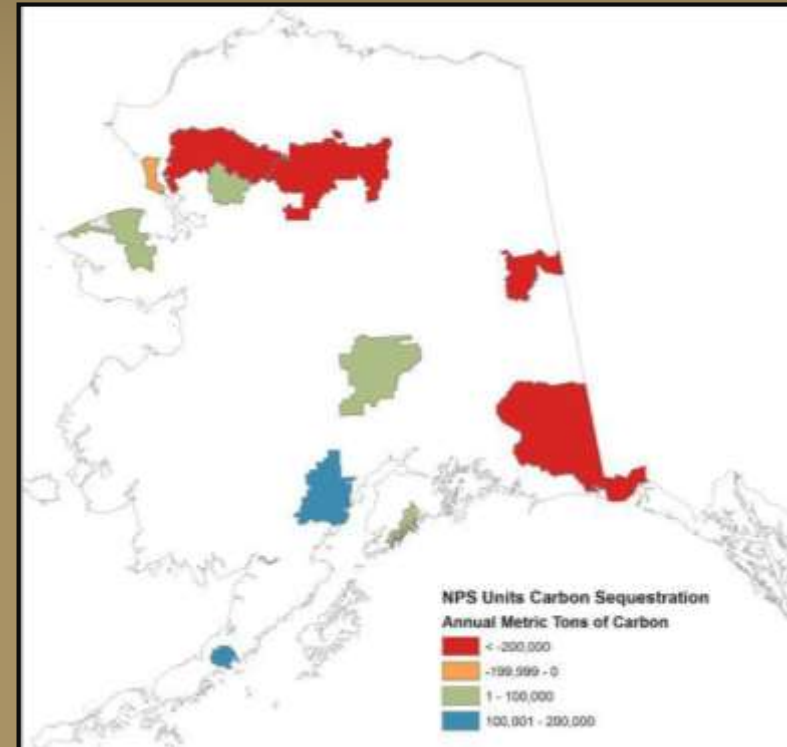 NPS Units Carbon Sequestration
Annual Metric Tons of Carbon
< -200,000
-199,999 - 0
1 - 100,000
100,001 - 200,000